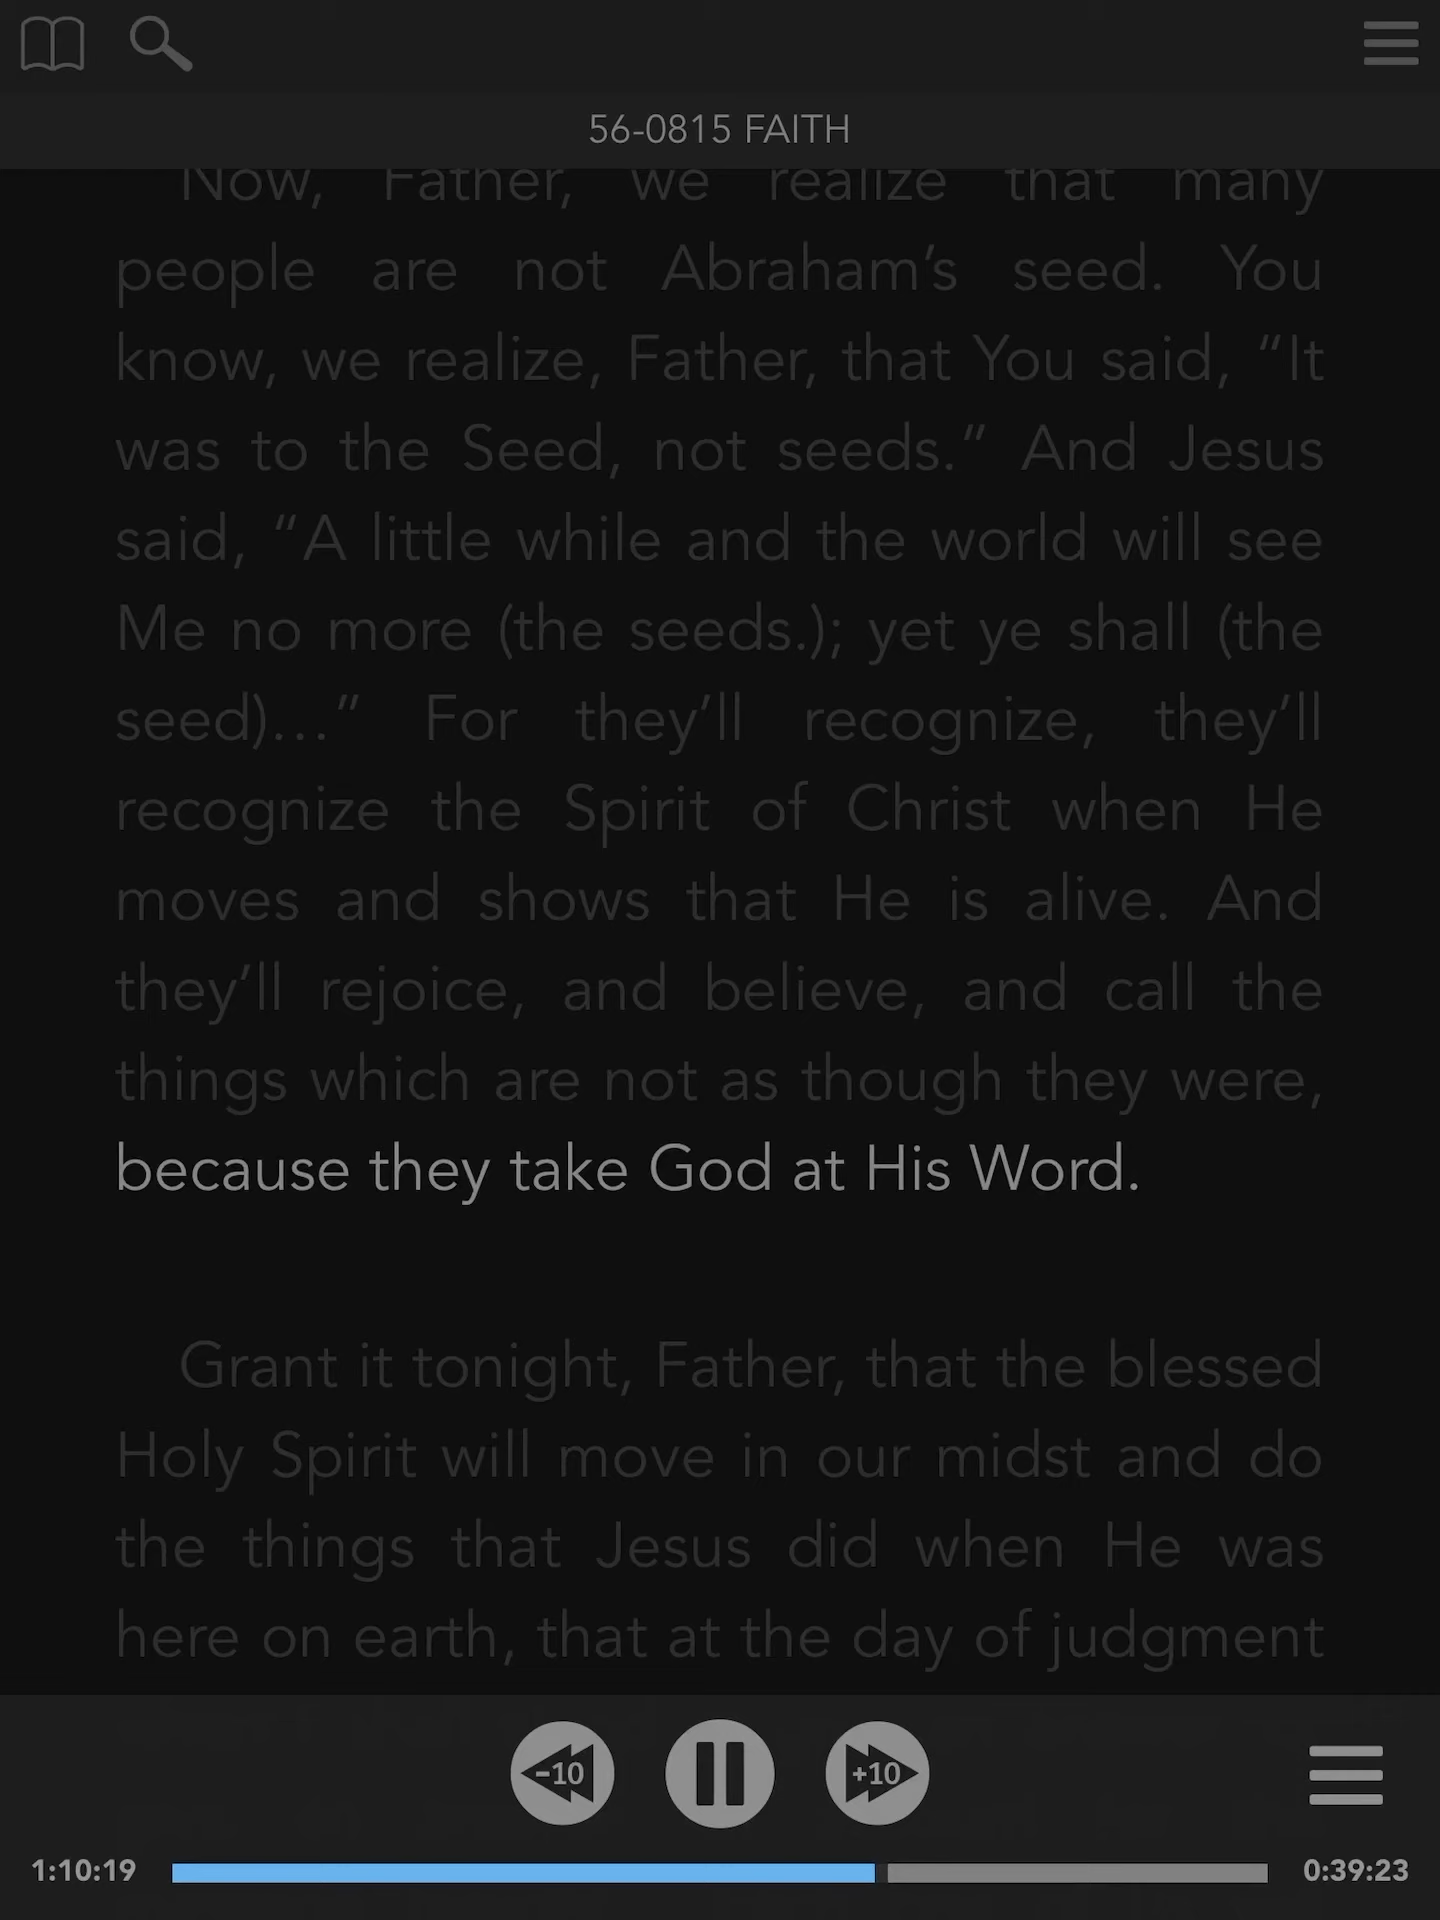 56-0815 FAITH
Now, Father, we realize that many
people are not Abraham’s seed. You
know, we realize, Father, that You said, “It
was to the Seed, not seeds.” And Jesus
said, “A little while and the world will see
Me no more (the seeds.); yet ye shall (the
seed)…” For they’ll recognize, they’ll
recognize the Spirit of Christ when He
moves and shows that He is alive. And
they’ll rejoice, and believe, and call the
things which are not as though they were,
because they take God at His Word.
Grant it tonight, Father, that the blessed
Holy Spirit will move in our midst and do
the things that Jesus did when He was
here on earth, that at the day of judgment
-10 +10
1:10:19 0:39:23